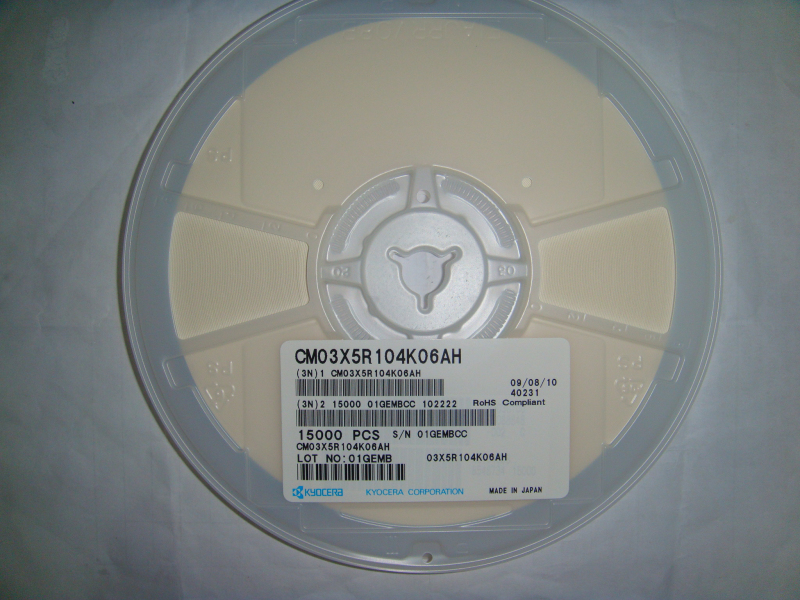 CM03X5R104K06AH
(3N)1 CM03X5R104K06AH
09/08/10
40231
(3N)2 15000 01GEMBCC 102222 RoHS Compliant
15000 PCS S/N 01GEMBCC
CM03X5R104K06AH
LOT NO:01GEMB 03X5R104K06AH
KYOCERA KYOCERA CORPORATION MADE IN JAPAN